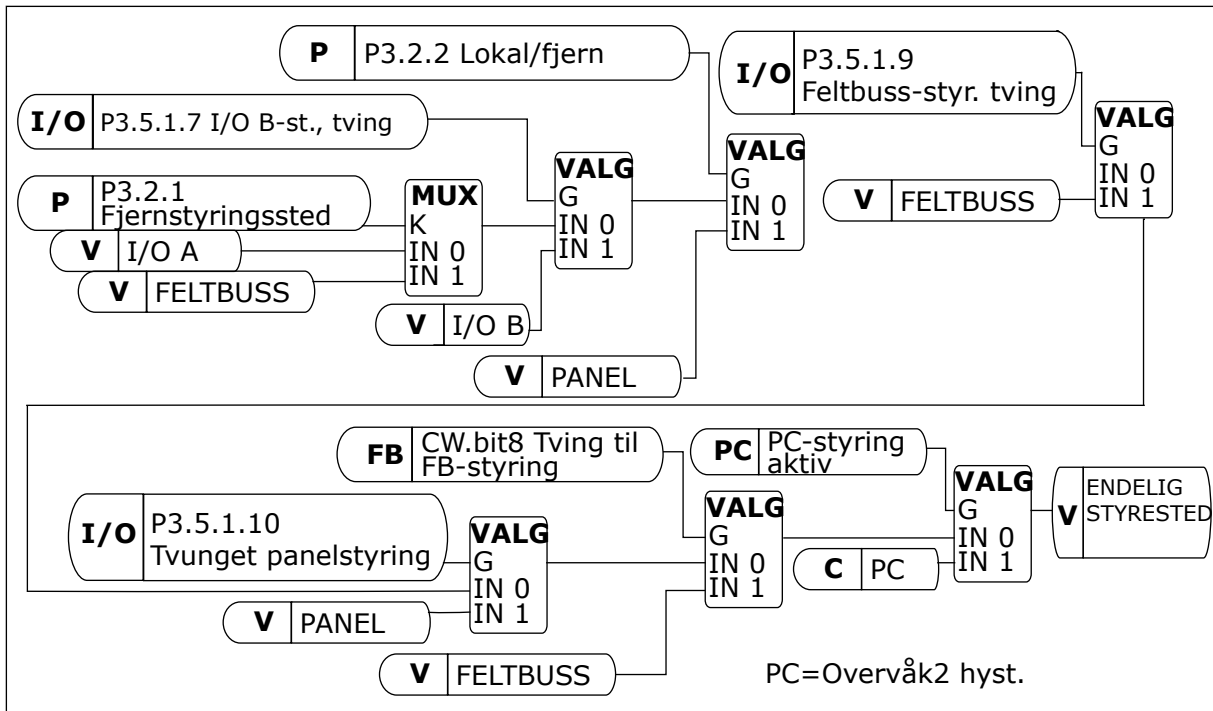 P P3.2.2 Lokal/fjern
I/O P3.5.1.9
Feltbuss-styr. tving
I/O P3.5.1.7 I/O B-st., tving
VALG
G
IN 0
IN 1
VALG
G
IN 0
IN 1
VALG
G
IN 0
IN 1
P P3.2.1
Fjernstyringssted
MUX
K
IN 0
IN 1
V I/O A
V FELTBUSS
V FELTBUSS
V I/O B
V PANEL
FB CW.bit8 Tving til
FB-styring
PC PC-styring
aktiv
VALG
G
IN 0
IN 1
V ENDELIG
STYRESTED
I/O P3.5.1.10
Tvunget panelstyring
VALG
G
IN 0
IN 1
VALG
G
IN 0
IN 1
C PC
V PANEL
V FELTBUSS
PC=Overvåk2 hyst.